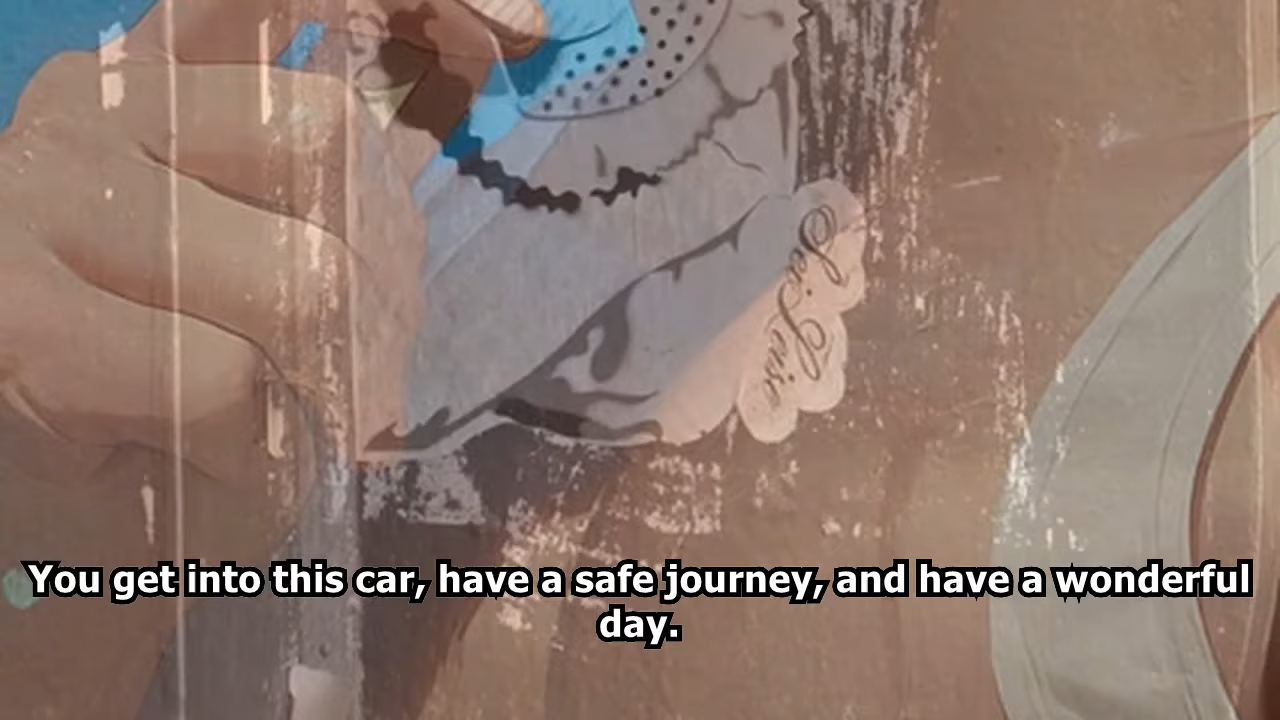 You get into this car, have a safe journey, and have a wonderful
day.